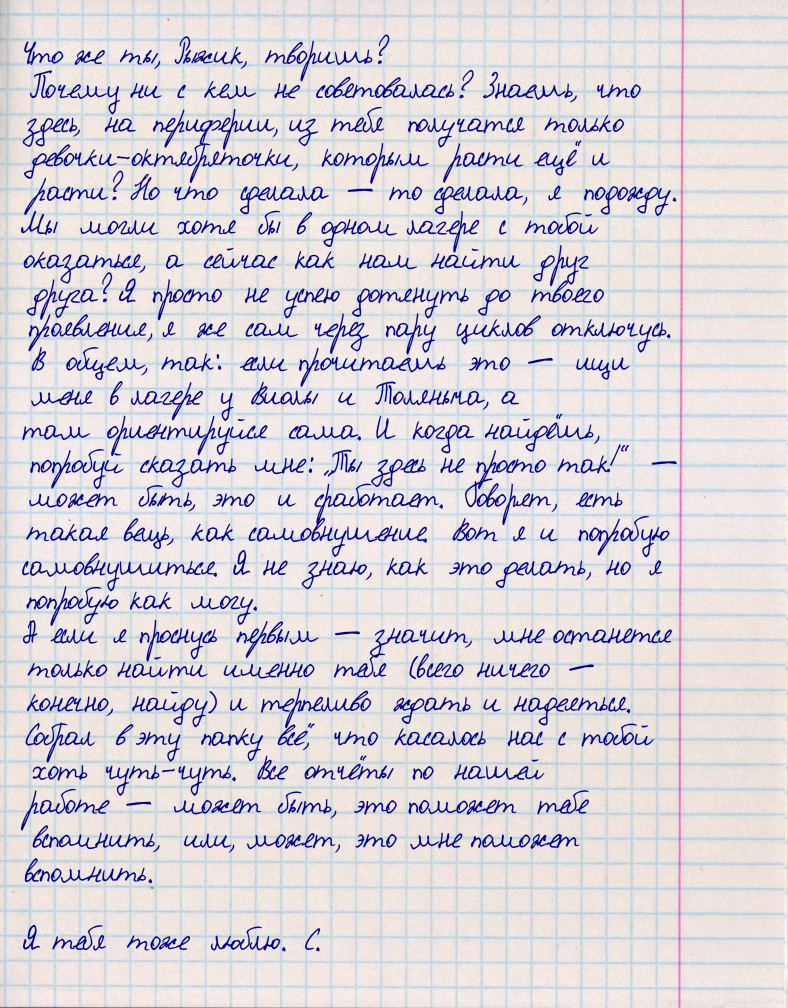 Что же ты, Рыжик, творишь?
Почему ни с кем не советовалась? Знаешь, что
здесь, на периферии, из тебя получатся только
девочки-октябряточки, которым расти ещё и
расти? Но что сделала — то сделала, я подожду.
Мы могли хотя бы в одном лагере с тобой
оказаться, а сейчас как нам найти друг
друга? Я просто не успею дотянуть до твоего
проявления, я же сам через пару циклов отключусь.
В общем, так: если прочитаешь это — ищи
меня в лагере у Виолы и Толяныча, а
там ориентируйся сама. И когда найдёшь,
попробуй сказать мне: „Ты здесь не просто так!“ —
может быть, это и сработает. Говорят, есть
такая вещь, как самовнушение. Вот я и попробую
самовнушиться. Я не знаю, как это делать, но я
попробую как могу.
А если я проснусь первым — значит, мне останется
только найти именно тебя (всего ничего —
конечно, найду) и терпеливо ждать и надеяться.
Собрал в эту папку всё, что касалось нас с тобой
хоть чуть-чуть. Все отчёты по нашей
работе — может быть, это поможет тебе
вспомнить, или, может, это мне поможет
вспомнить.
Я тебя тоже люблю. С.